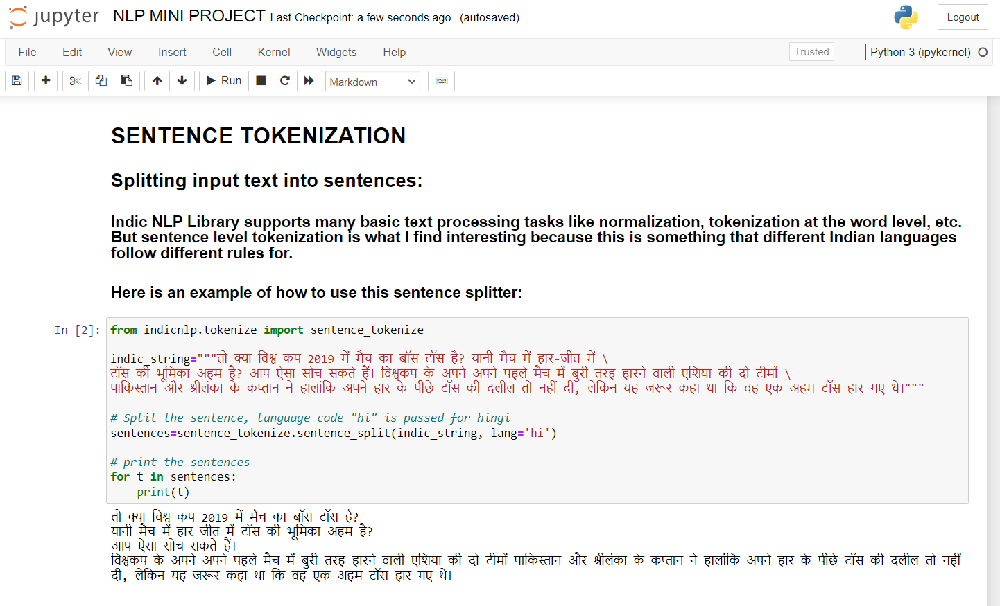 jupyter NLP MINI PROJECT Last Checkpoint: a few seconds ago (autosaved) Logout
File Edit View Insert Cell Kernel Widgets Help Trusted Python 3 (ipykernel)
Run Markdown
SENTENCE TOKENIZATION
Splitting input text into sentences:
Indic NLP Library supports many basic text processing tasks like normalization, tokenization at the word level, etc.
But sentence level tokenization is what I find interesting because this is something that different Indian languages
follow different rules for.
Here is an example of how to use this sentence splitter:
In [2]: from indicnlp.tokenize import sentence_tokenize
indic_string="""तो क्या विश्व कप 2019 में मैच का बॉस टॉस है? यानी मैच में हार-जीत में \
टॉस की भूमिका अहम है? आप ऐसा सोच सकते हैं। विश्वकप के अपने-अपने पहले मैच में बुरी तरह हारने वाली एशिया की दो टीमों \
पाकिस्तान और श्रीलंका के कप्तान ने हालांकि अपने हार के पीछे टॉस की दलील तो नहीं दी, लेकिन यह जरूर कहा था कि वह एक अहम टॉस हार गए थे।"""
# Split the sentence, language code "hi" is passed for hingi
sentences=sentence_tokenize.sentence_split(indic_string, lang='hi')
# print the sentences
for t in sentences:
    print(t)
तो क्या विश्व कप 2019 में मैच का बॉस टॉस है?
यानी मैच में हार-जीत में टॉस की भूमिका अहम है?
आप ऐसा सोच सकते हैं।
विश्वकप के अपने-अपने पहले मैच में बुरी तरह हारने वाली एशिया की दो टीमों पाकिस्तान और श्रीलंका के कप्तान ने हालांकि अपने हार के पीछे टॉस की दलील तो नहीं
दी, लेकिन यह जरूर कहा था कि वह एक अहम टॉस हार गए थे।